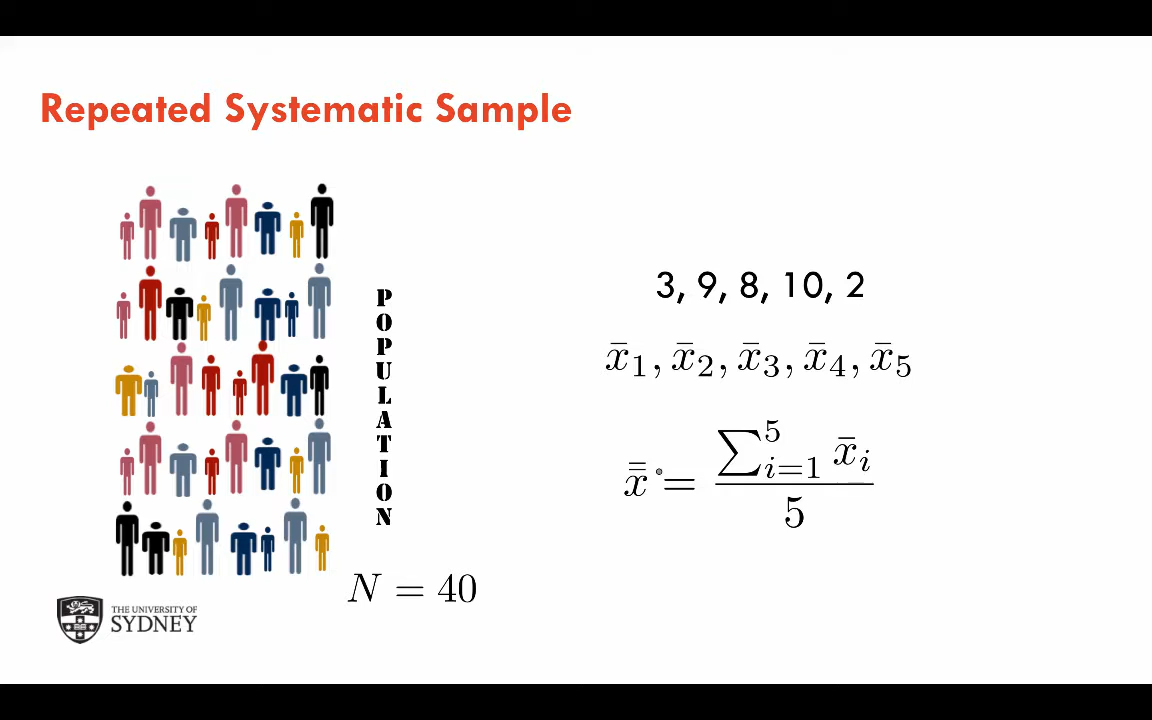 Repeated Systematic Sample
POPULATION
3, 9, 8, 10, 2
x̄₁, x̄₂, x̄₃, x̄₄, x̄₅
x̿ = ∑⁵ᵢ₌₁ x̄ᵢ / 5
N = 40
THE UNIVERSITY OF
SYDNEY